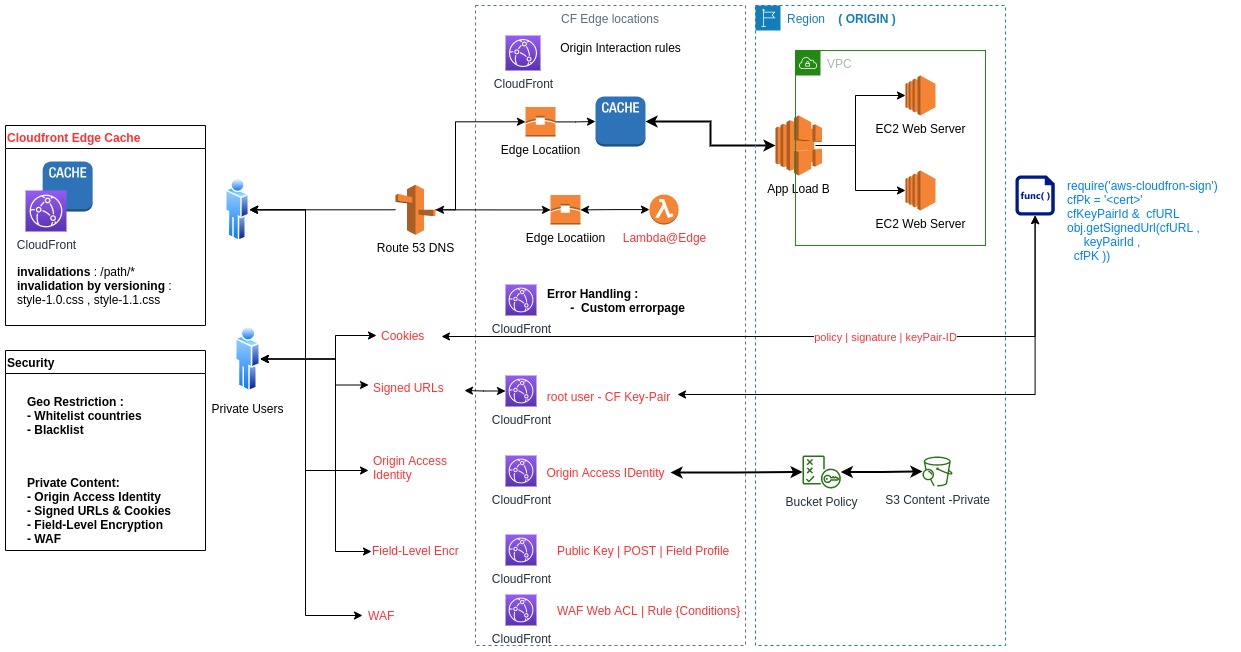 CF Edge locations
Region ( ORIGIN )
Origin Interaction rules
CloudFront
VPC
CACHE
Edge Locatiion
EC2 Web Server
App Load B
EC2 Web Server
Cloudfront Edge Cache
CACHE
CloudFront
invalidations : /path/*
invalidation by versioning :
style-1.0.css , style-1.1.css
Route 53 DNS
Edge Locatiion
Lambda@Edge
func( )
require('aws-cloudfron-sign')
cfPk = '<cert>'
cfKeyPairId & cfURL
obj.getSignedUrl(cfURL ,
keyPairId ,
cfPK ))
Error Handling :
- Custom errorpage
CloudFront
Cookies
policy | signature | keyPair-ID
Private Users
Signed URLs
root user - CF Key-Pair
CloudFront
Security
Geo Restriction :
- Whitelist countries
- Blacklist
Private Content:
- Origin Access Identity
- Signed URLs & Cookies
- Field-Level Encryption
- WAF
Origin Access
Identity
Origin Access IDentity
CloudFront
Bucket Policy
S3 Content -Private
Field-Level Encr
Public Key | POST | Field Profile
CloudFront
WAF
WAF Web ACL | Rule {Conditions}
CloudFront